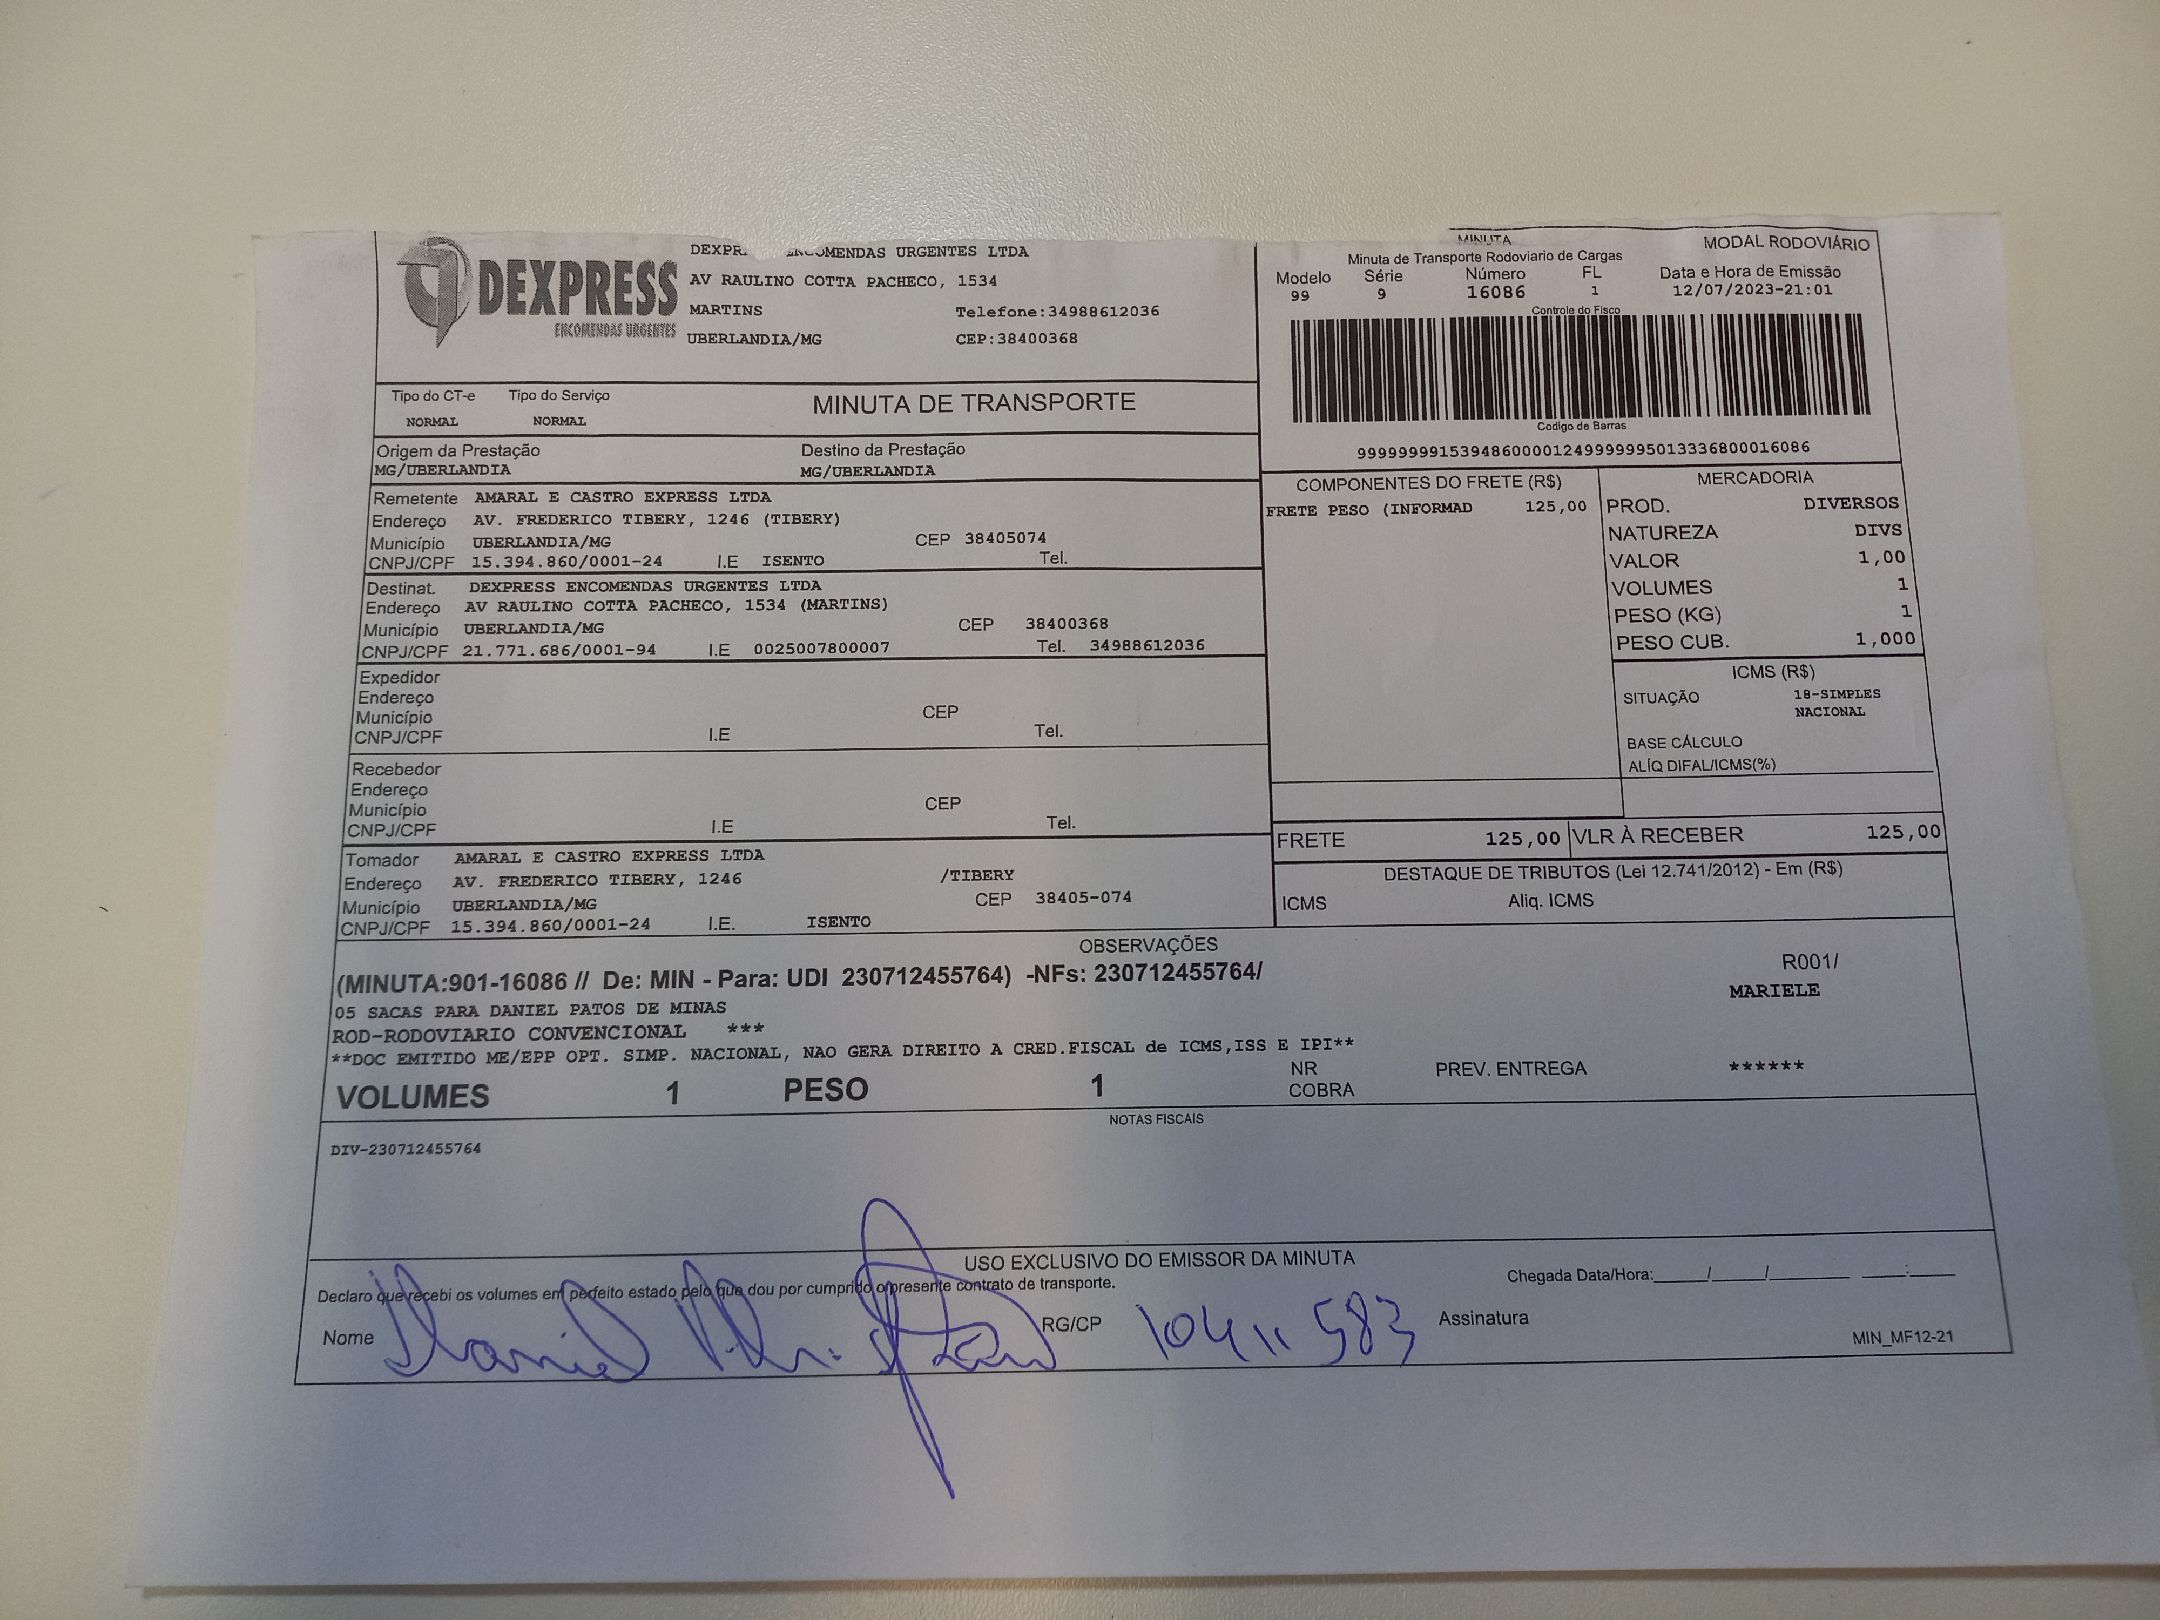 DEXPRESS
ENCOMENDAS URGENTES
ENCOMENDAS URGENTES LTDA
AV RAULINO COTTA PACHECO, 1534
MARTINS Telefone:34988612036
UBERLANDIA/MG CEP:38400368
MINUTA MODAL RODOVIÁRIO
Minuta de Transporte Rodoviario de Cargas
Modelo Série Número FL Data e Hora de Emissão
99 9 16086 1 12/07/2023-21:01
Controle do Fisco
Codigo de Barras
99999999153948600001249999995013336800016086
Tipo do CT-e Tipo do Serviço MINUTA DE TRANSPORTE
NORMAL NORMAL
Origem da Prestação Destino da Prestação
MG/UBERLANDIA MG/UBERLANDIA
Remetente AMARAL E CASTRO EXPRESS LTDA
Endereço AV. FREDERICO TIBERY, 1246 (TIBERY)
Município UBERLANDIA/MG CEP 38405074
CNPJ/CPF 15.394.860/0001-24 I.E ISENTO Tel.
Destinat. DEXPRESS ENCOMENDAS URGENTES LTDA
Endereço AV RAULINO COTTA PACHECO, 1534 (MARTINS)
Município UBERLANDIA/MG CEP 38400368
CNPJ/CPF 21.771.686/0001-94 I.E 0025007800007 Tel. 34988612036
Expedidor
Endereço
Município CEP
CNPJ/CPF I.E Tel.
Recebedor
Endereço
Município CEP
CNPJ/CPF I.E Tel.
Tomador AMARAL E CASTRO EXPRESS LTDA
Endereço AV. FREDERICO TIBERY, 1246 /TIBERY
Município UBERLANDIA/MG CEP 38405-074
CNPJ/CPF 15.394.860/0001-24 I.E. ISENTO
COMPONENTES DO FRETE (R$)
FRETE PESO (INFORMAD 125,00
MERCADORIA
PROD. DIVERSOS
NATUREZA DIVS
VALOR 1,00
VOLUMES 1
PESO (KG) 1
PESO CUB. 1,000
ICMS (R$)
SITUAÇÃO 18-SIMPLES
NACIONAL
BASE CÁLCULO
ALÍQ DIFAL/ICMS(%)
FRETE 125,00 VLR À RECEBER 125,00
DESTAQUE DE TRIBUTOS (Lei 12.741/2012) - Em (R$)
ICMS Aliq. ICMS
OBSERVAÇÕES
(MINUTA:901-16086 // De: MIN - Para: UDI 230712455764) -NFs: 230712455764/ R001/
MARIELE
05 SACAS PARA DANIEL PATOS DE MINAS
ROD-RODOVIARIO CONVENCIONAL ***
**DOC EMITIDO ME/EPP OPT. SIMP. NACIONAL, NAO GERA DIREITO A CRED.FISCAL de ICMS,ISS E IPI**
VOLUMES 1 PESO 1 NR COBRA PREV. ENTREGA ******
NOTAS FISCAIS
DIV-230712455764
USO EXCLUSIVO DO EMISSOR DA MINUTA
Declaro que recebi os volumes em perfeito estado pelo que dou por cumprido o presente contrato de transporte. Chegada Data/Hora:____/____/______ ____:____
Nome Daniel RG/CP 10411583 Assinatura
MIN_MF12-21